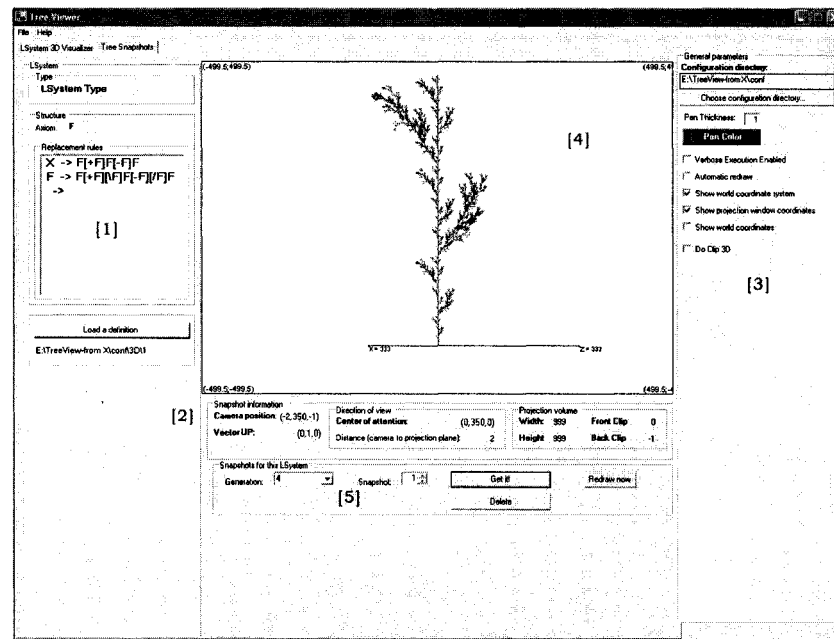 Tree Viewer
File Help
LSystem 3D Visualizer Tree Snapshots
LSystem
Type
LSystem Type
Structure
Axiom: F
Replacement rules
X -> F[+F]F[-F]F
F -> F[+F][\F]F[-F][/F]F
->
[1]
Load a definition
E:\TreeView-from X\conf\3D\1
[2]
(-499.5;499.5)
(499.5;4
[4]
X = 333
Z = 333
(-499.5;-499.5)
(499.5;-4
General parameters
Configuration directory:
E:\TreeView-from X\conf
Choose configuration directory...
Pen Thickness: 1
Pen Color
Verbose Execution Enabled
Automatic redraw
Show world coordinate system
Show projection window coordinates
Show world coordinates
Do Clip 3D
[3]
Snapshot information
Camera position: (-2,350,-1)
Vector UP: (0,1,0)
Direction of view
Center of attention: (0,350,0)
Distance (camera to projection plane): 2
Projection volume
Width: 999 Front Clip 0
Height 999 Back Clip -1
Snapshots for this LSystem
Generation: 4 Snapshot: 1 Get it! Redraw now
[5]
Delete